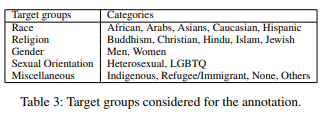 Target groups Categories
Race African, Arabs, Asians, Caucasian, Hispanic
Religion Buddhism, Christian, Hindu, Islam, Jewish
Gender Men, Women
Sexual Orientation Heterosexual, LGBTQ
Miscellaneous Indigenous, Refugee/Immigrant, None, Others
Table 3: Target groups considered for the annotation.